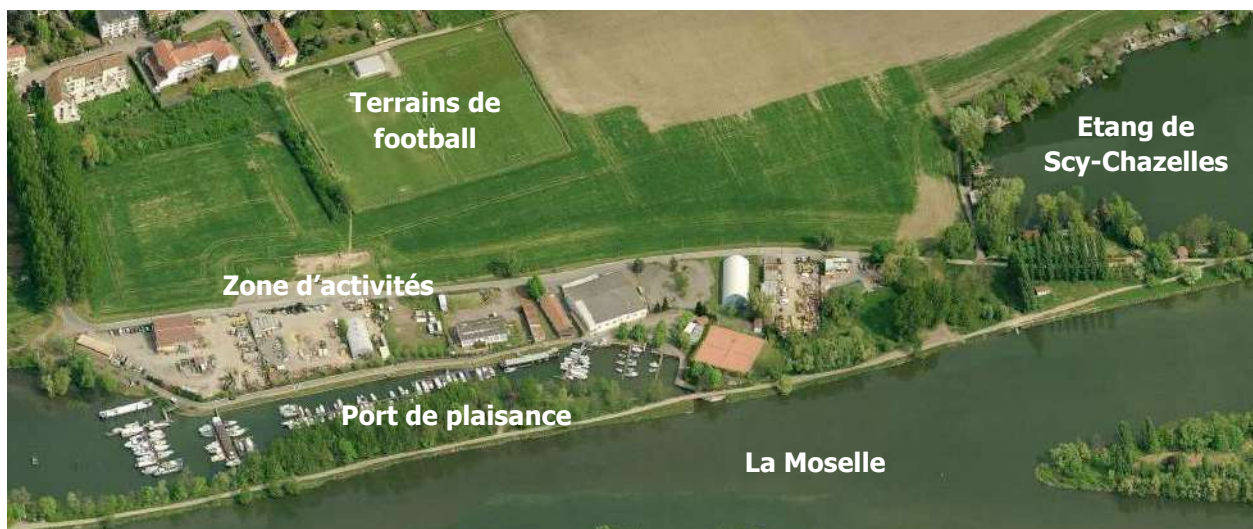 Terrains de
football
Etang de
Scy-Chazelles
Zone d'activités
Port de plaisance
La Moselle